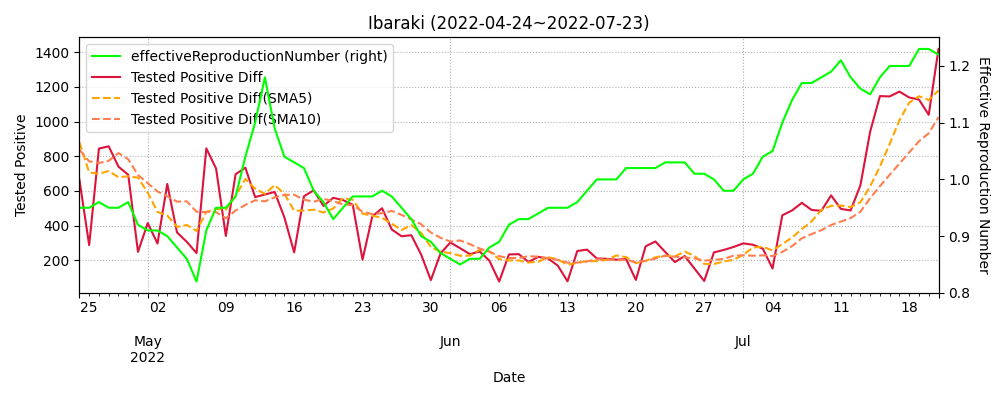 Ibaraki (2022-04-24~2022-07-23)
effectiveReproductionNumber (right)
Tested Positive Diff
Tested Positive Diff(SMA5)
Tested Positive Diff(SMA10)
Tested Positive
1400
1200
1000
800
600
400
200
Effective Reproduction Number
1.2
1.1
1.0
0.9
0.8
25 02 09 16 23 30 06 13 20 27 04 11 18
May Jun Jul
2022
Date